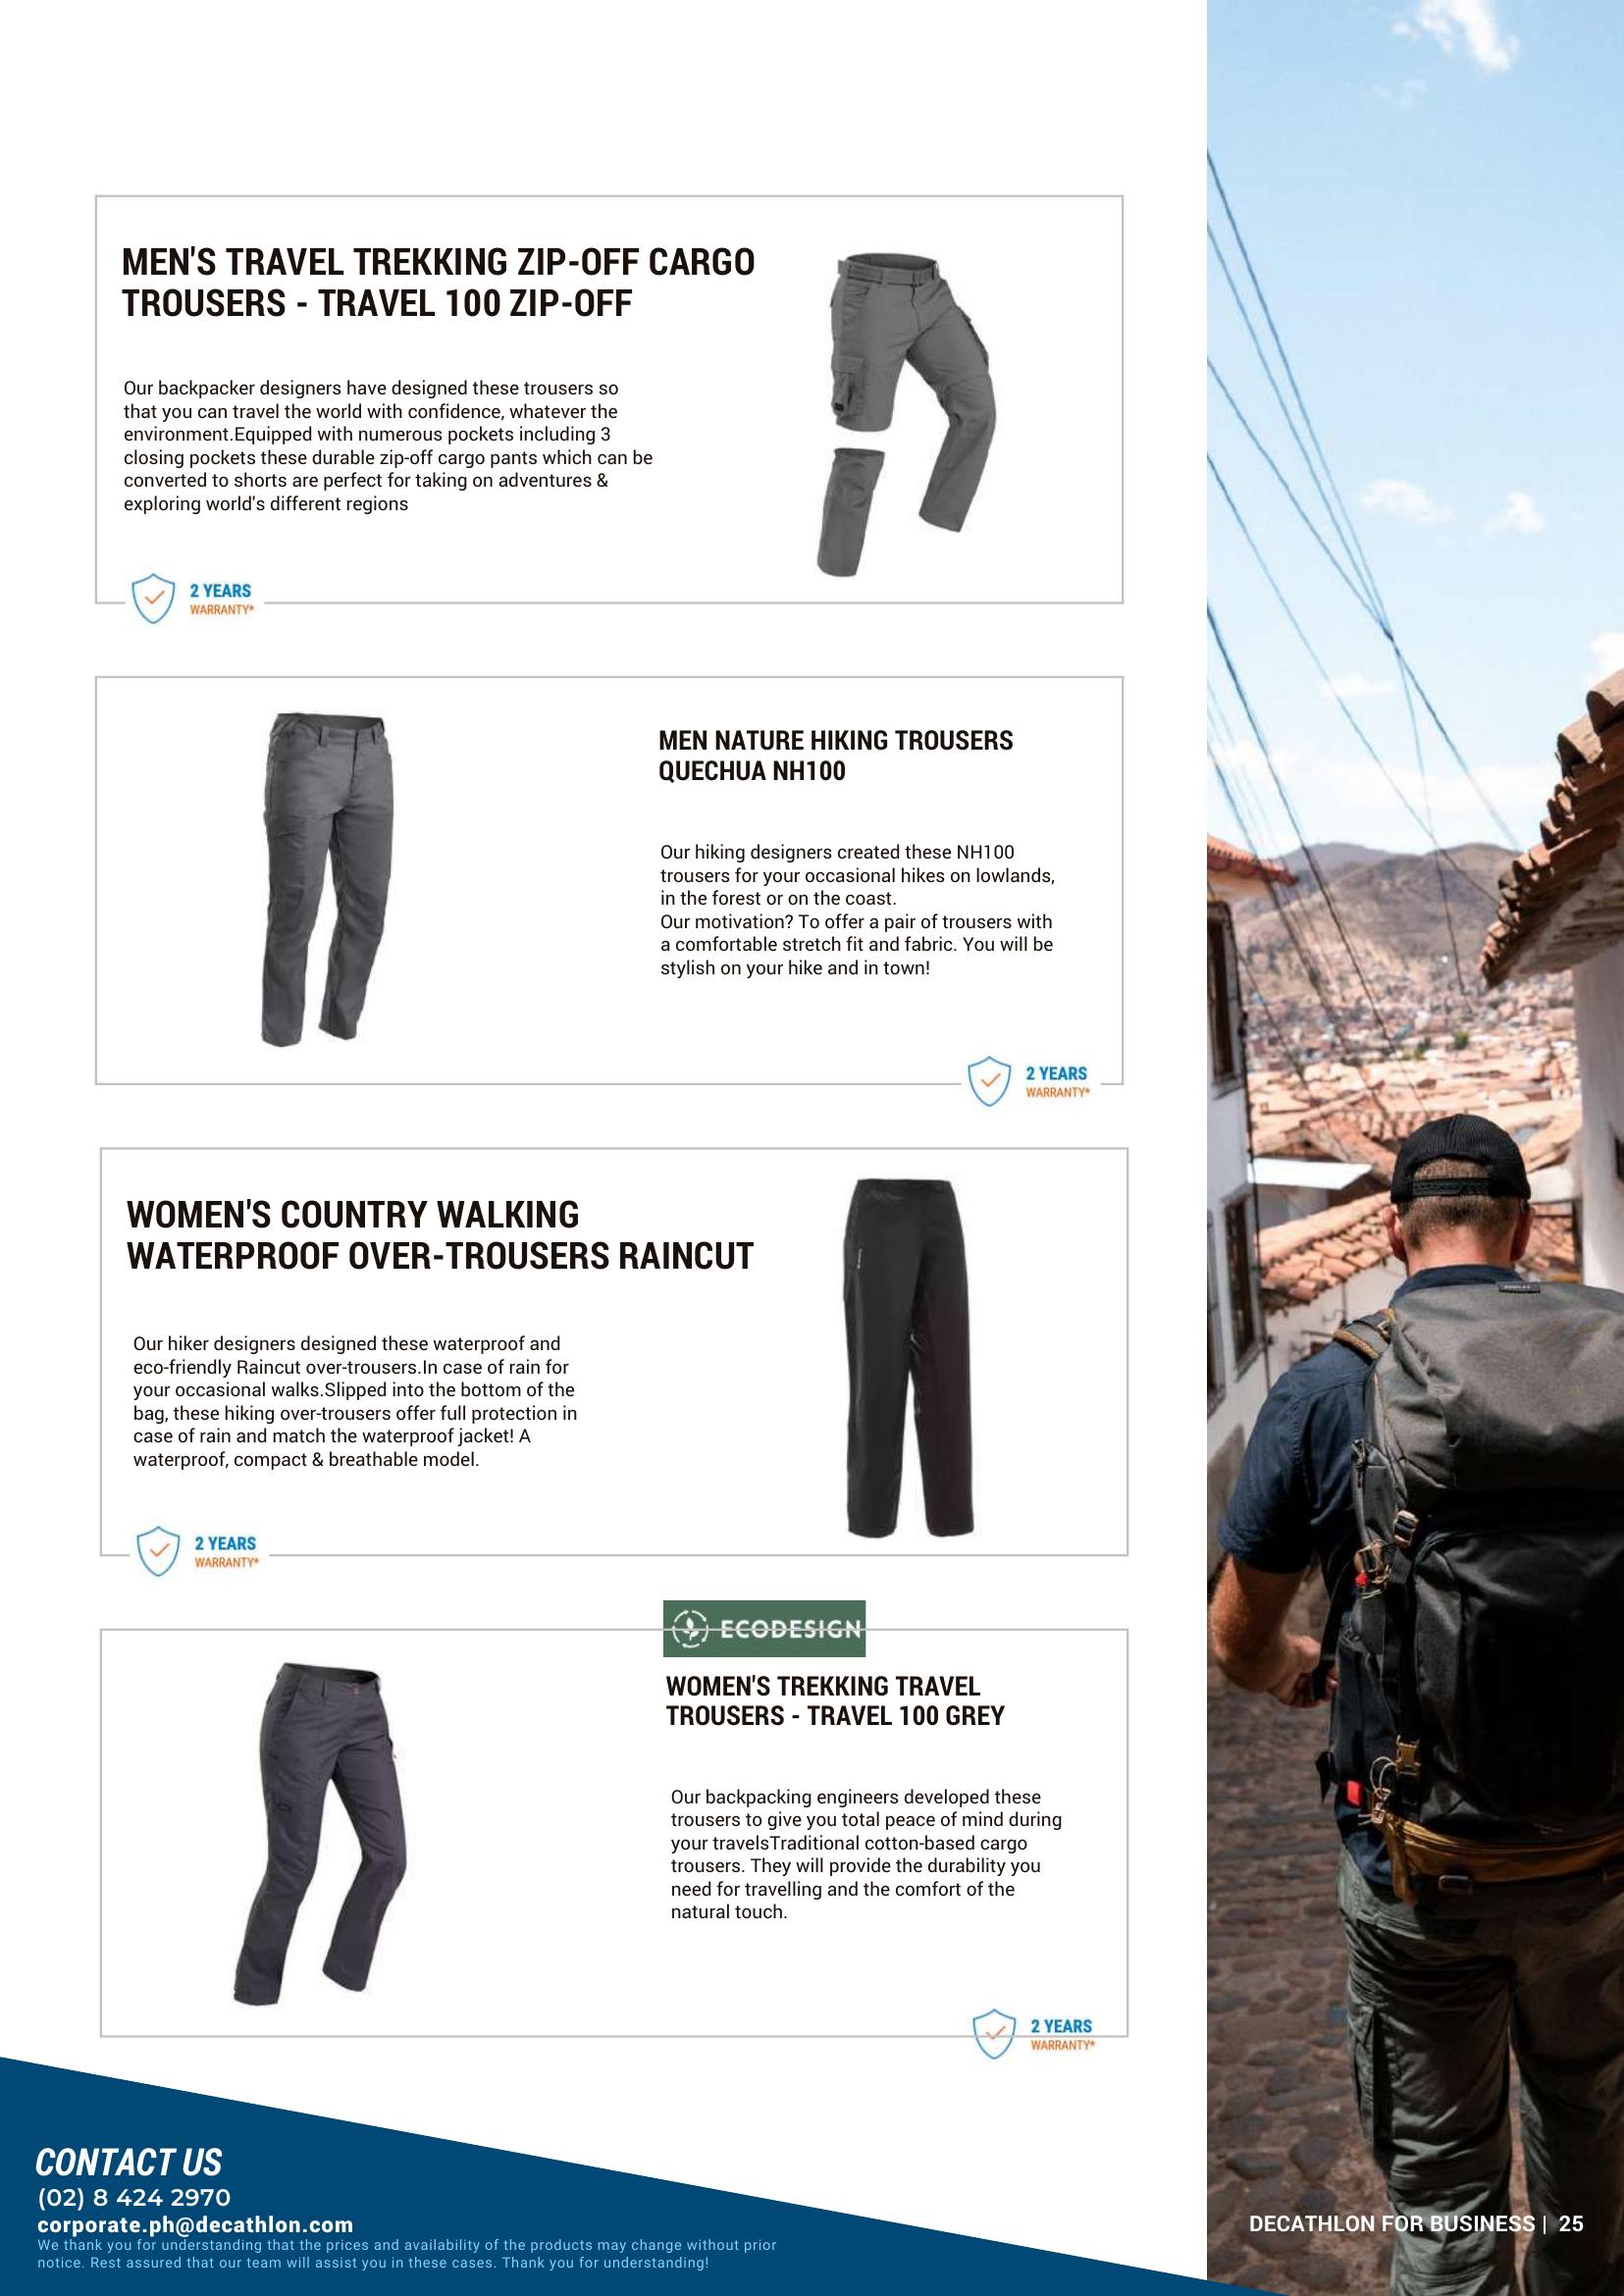 MEN'S TRAVEL TREKKING ZIP-OFF CARGO
TROUSERS - TRAVEL 100 ZIP-OFF
Our backpacker designers have designed these trousers so
that you can travel the world with confidence, whatever the
environment.Equipped with numerous pockets including 3
closing pockets these durable zip-off cargo pants which can be
converted to shorts are perfect for taking on adventures &
exploring world's different regions
2 YEARS
WARRANTY*
MEN NATURE HIKING TROUSERS
QUECHUA NH100
Our hiking designers created these NH100
trousers for your occasional hikes on lowlands,
in the forest or on the coast.
Our motivation? To offer a pair of trousers with
a comfortable stretch fit and fabric. You will be
stylish on your hike and in town!
2 YEARS
WARRANTY*
WOMEN'S COUNTRY WALKING
WATERPROOF OVER-TROUSERS RAINCUT
Our hiker designers designed these waterproof and
eco-friendly Raincut over-trousers.In case of rain for
your occasional walks.Slipped into the bottom of the
bag, these hiking over-trousers offer full protection in
case of rain and match the waterproof jacket! A
waterproof, compact & breathable model.
2 YEARS
WARRANTY*
ECODESIGN
WOMEN'S TREKKING TRAVEL
TROUSERS - TRAVEL 100 GREY
Our backpacking engineers developed these
trousers to give you total peace of mind during
your travelsTraditional cotton-based cargo
trousers. They will provide the durability you
need for travelling and the comfort of the
natural touch.
2 YEARS
WARRANTY*
CONTACT US
(02) 8 424 2970
corporate.ph@decathlon.com
We thank you for understanding that the prices and availability of the products may change without prior
notice. Rest assured that our team will assist you in these cases. Thank you for understanding!
DECATHLON FOR BUSINESS | 25